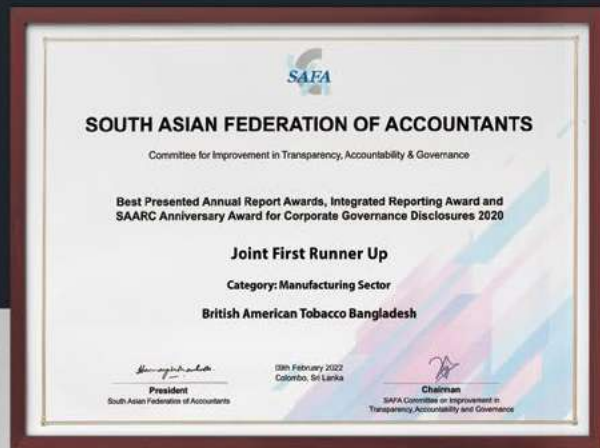 SAFA
SOUTH ASIAN FEDERATION OF ACCOUNTANTS
Committee for Improvement in Transparency, Accountability & Governance
Best Presented Annual Report Awards, Integrated Reporting Award and
SAARC Anniversary Award for Corporate Governance Disclosures 2020
Joint First Runner Up
Category: Manufacturing Sector
British American Tobacco Bangladesh
09th February 2022
Colombo, Sri Lanka
President
South Asian Federation of Accountants
Chairman
SAFA Committee on Improvement in
Transparency, Accountability and Governance